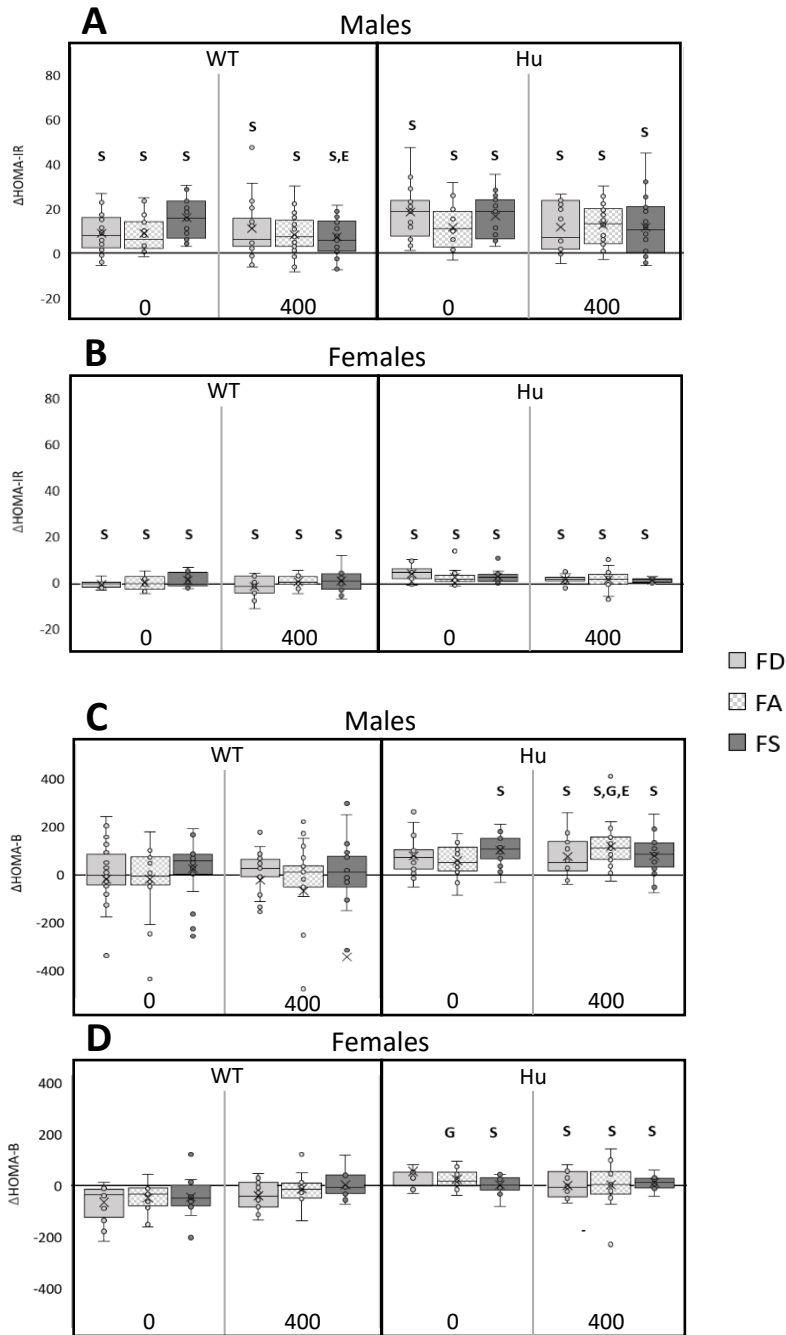 A
Males
WT
Hu
80
60
40
20
0
-20
ΔHOMA-IR
S S S S S S,E S S S S S S
0 400 0 400
B
Females
WT
Hu
80
60
40
20
0
-20
ΔHOMA-IR
S S S S S S S S S S S S
0 400 0 400
FD
FA
FS
C
Males
WT
Hu
400
200
0
-200
-400
ΔHOMA-B
S S S,G,E S
0 400 0 400
D
Females
WT
Hu
400
200
0
-200
-400
ΔHOMA-B
G S S S S
-
0 400 0 400